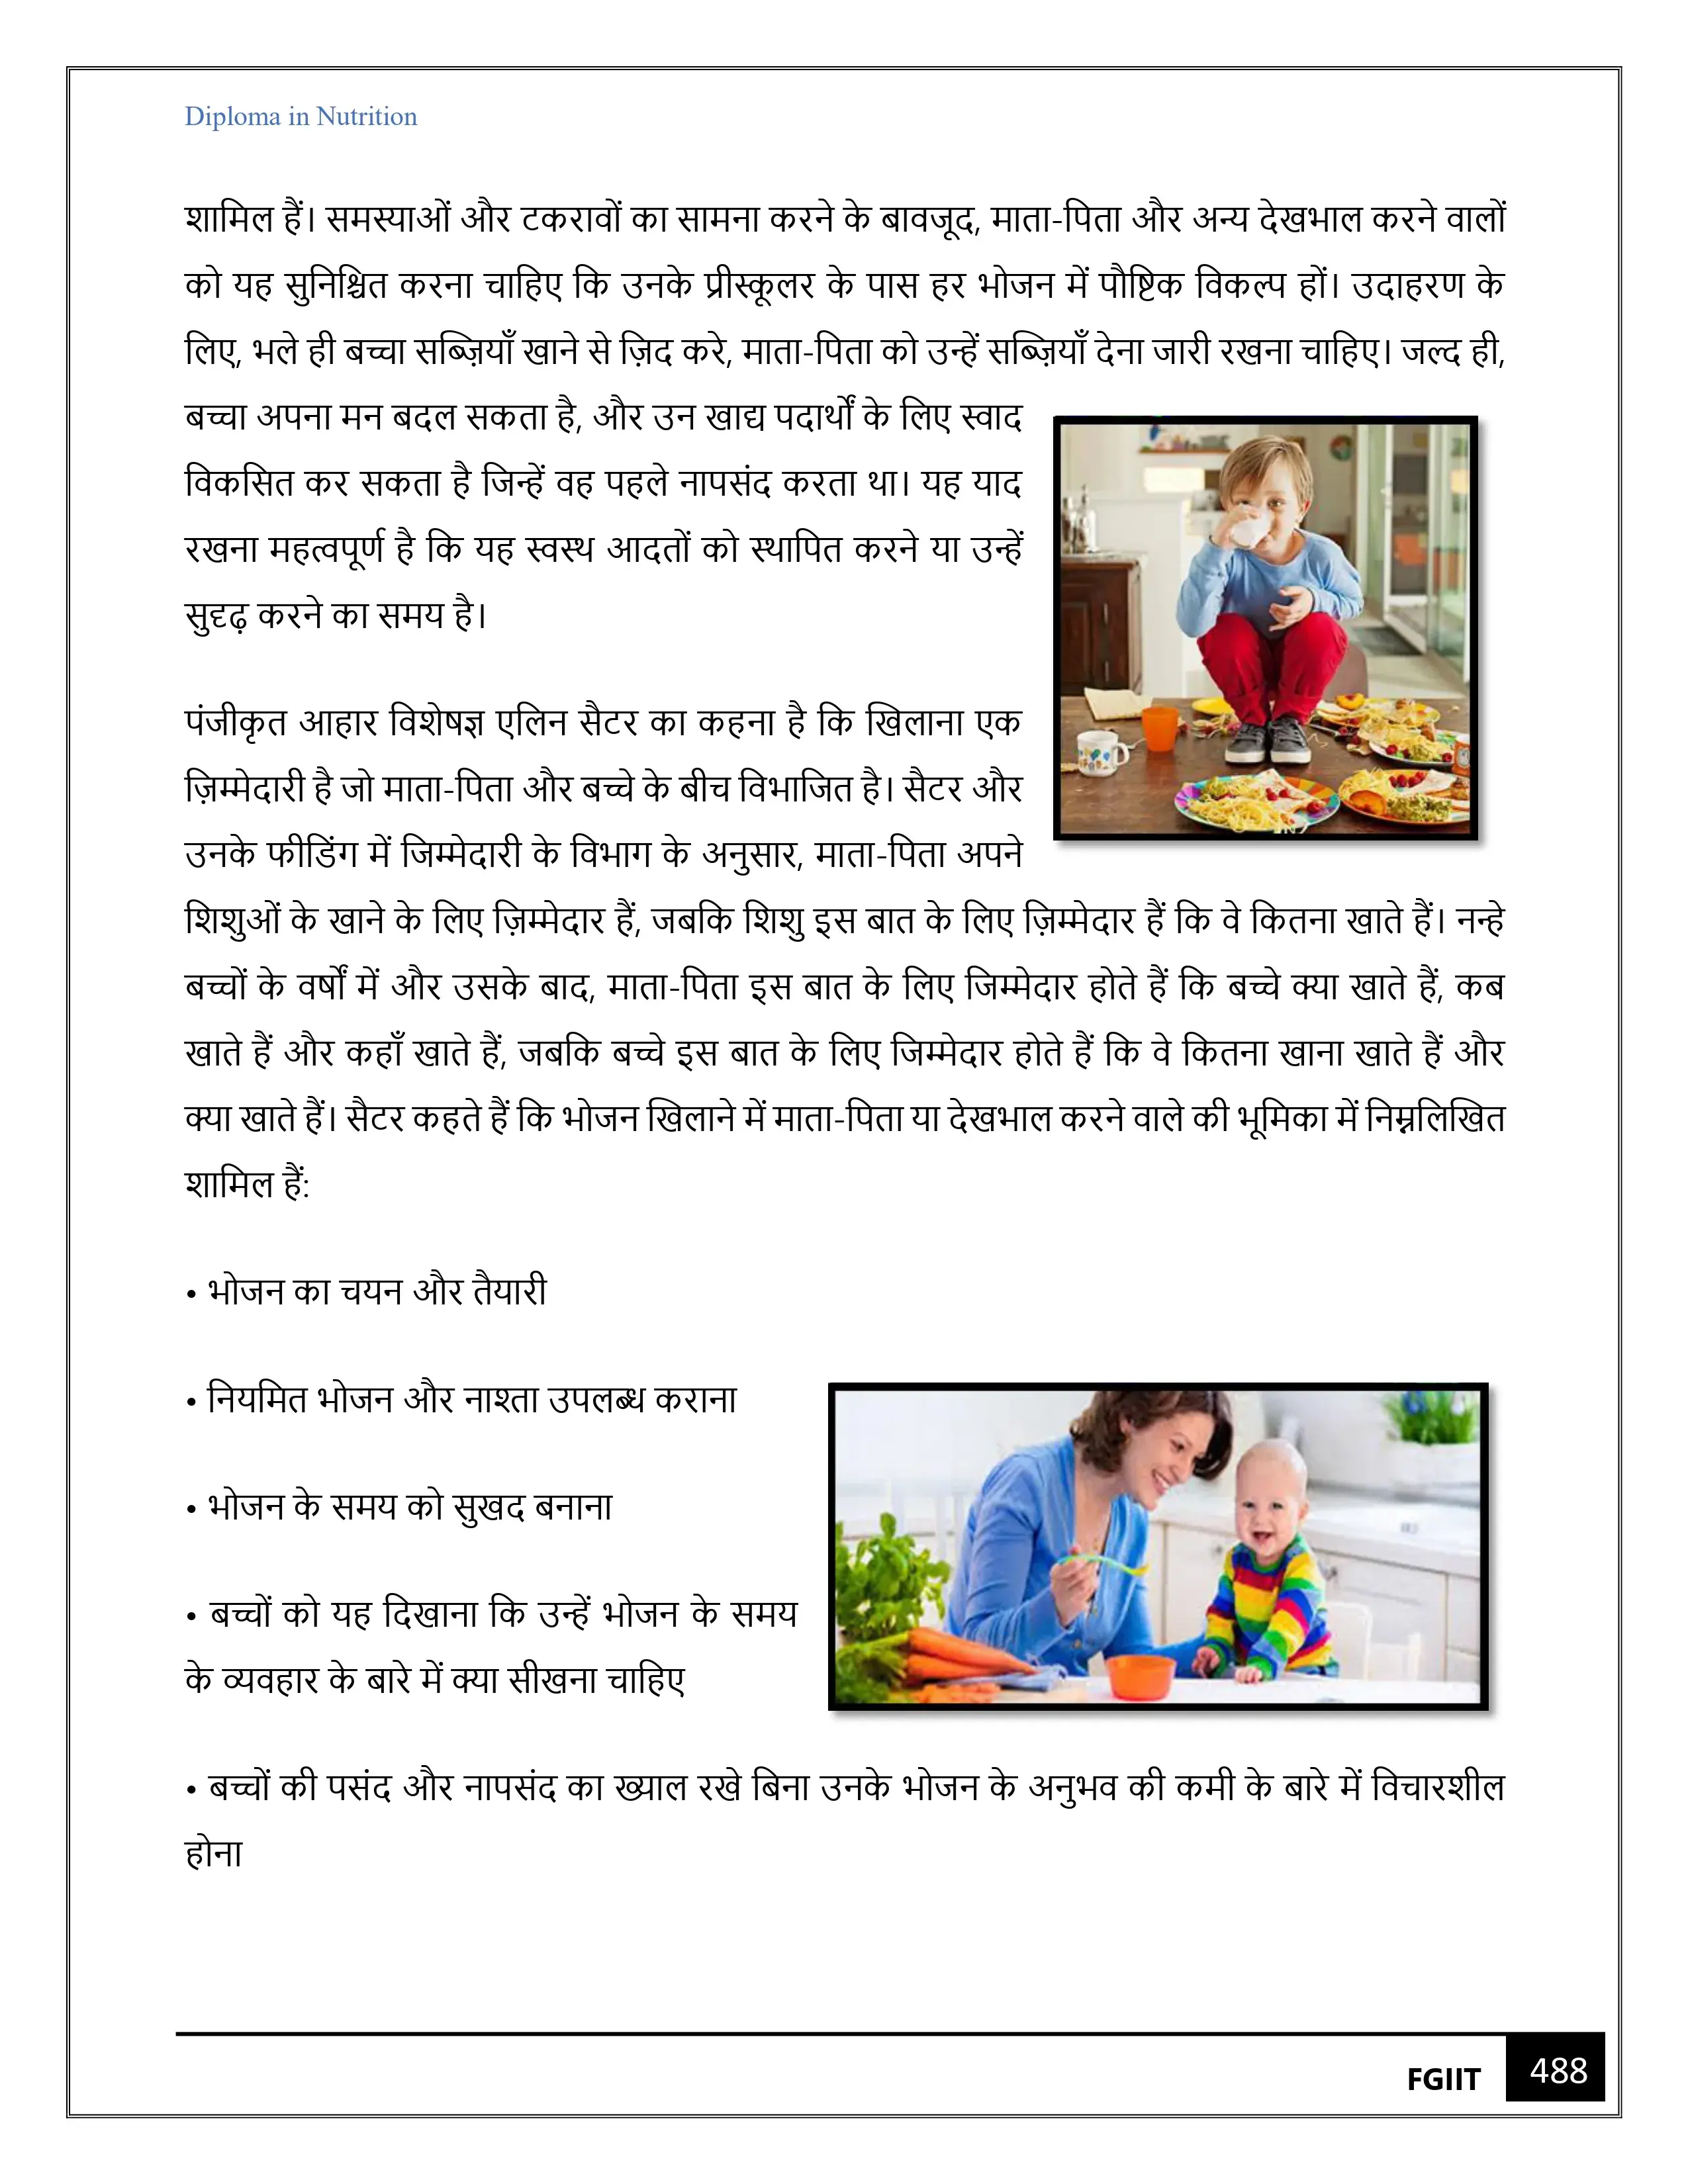 Diploma in Nutrition
शामिल हैं। समस्याओं और टकरावों का सामना करने के बावजूद, माता-पिता और अन्य देखभाल करने वालों
को यह सुनिश्चित करना चाहिए कि उनके प्रीस्कूलर के पास हर भोजन में पौष्टिक विकल्प हों। उदाहरण के
लिए, भले ही बच्चा सब्ज़ियाँ खाने से ज़िद करे, माता-पिता को उन्हें सब्ज़ियाँ देना जारी रखना चाहिए। जल्द ही,
बच्चा अपना मन बदल सकता है, और उन खाद्य पदार्थों के लिए स्वाद
विकसित कर सकता है जिन्हें वह पहले नापसंद करता था। यह याद
रखना महत्वपूर्ण है कि यह स्वस्थ आदतों को स्थापित करने या उन्हें
सुदृढ़ करने का समय है।
पंजीकृत आहार विशेषज्ञ एलिन सैटर का कहना है कि खिलाना एक
ज़िम्मेदारी है जो माता-पिता और बच्चे के बीच विभाजित है। सैटर और
उनके फीडिंग में जिम्मेदारी के विभाग के अनुसार, माता-पिता अपने
शिशुओं के खाने के लिए ज़िम्मेदार हैं, जबकि शिशु इस बात के लिए ज़िम्मेदार हैं कि वे कितना खाते हैं। नन्हे
बच्चों के वर्षों में और उसके बाद, माता-पिता इस बात के लिए जिम्मेदार होते हैं कि बच्चे क्या खाते हैं, कब
खाते हैं और कहाँ खाते हैं, जबकि बच्चे इस बात के लिए जिम्मेदार होते हैं कि वे कितना खाना खाते हैं और
क्या खाते हैं। सैटर कहते हैं कि भोजन खिलाने में माता-पिता या देखभाल करने वाले की भूमिका में निम्नलिखित
शामिल हैं:
• भोजन का चयन और तैयारी
• नियमित भोजन और नाश्ता उपलब्ध कराना
• भोजन के समय को सुखद बनाना
• बच्चों को यह दिखाना कि उन्हें भोजन के समय
के व्यवहार के बारे में क्या सीखना चाहिए
• बच्चों की पसंद और नापसंद का ख्याल रखे बिना उनके भोजन के अनुभव की कमी के बारे में विचारशील
होना
FGIIT 488